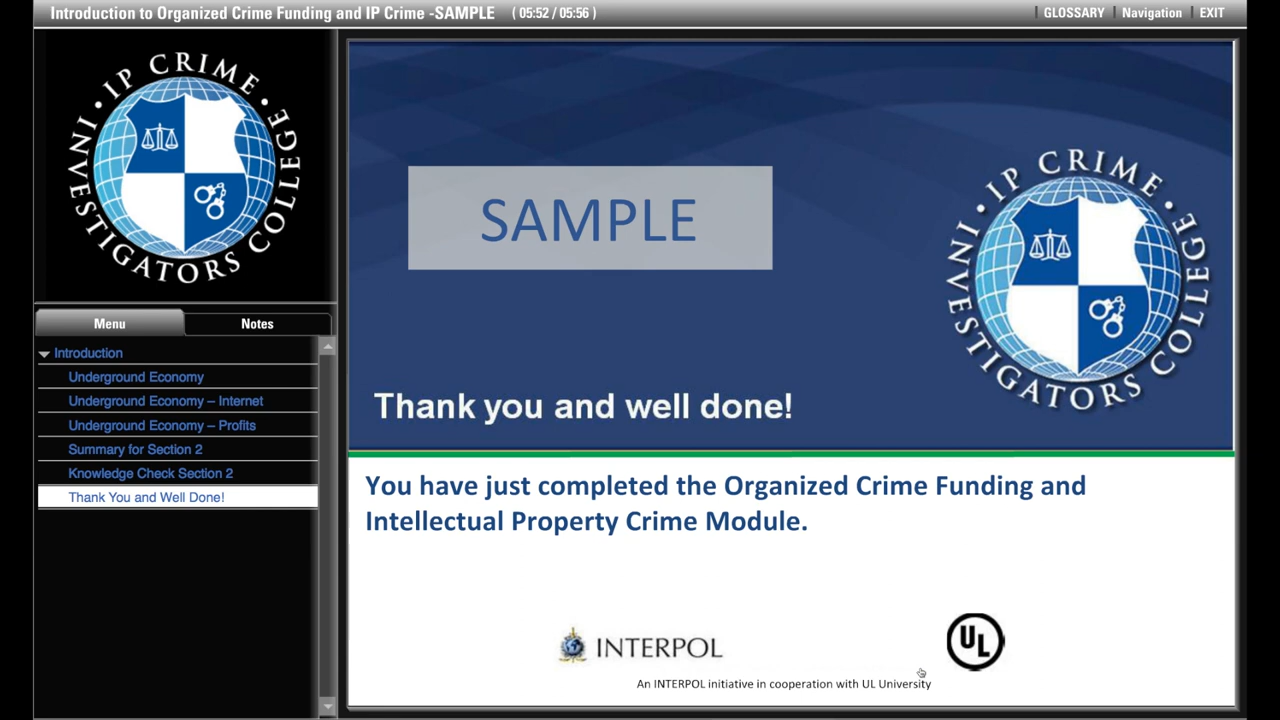 Introduction to Organized Crime Funding and IP Crime -SAMPLE ( 05:52 / 05:56 )
GLOSSARY Navigation EXIT
· IP CRIME ·
INVESTIGATORS COLLEGE
Menu Notes
Introduction
Underground Economy
Underground Economy – Internet
Underground Economy – Profits
Summary for Section 2
Knowledge Check Section 2
Thank You and Well Done!
SAMPLE
· IP CRIME ·
INVESTIGATORS COLLEGE
Thank you and well done!
You have just completed the Organized Crime Funding and
Intellectual Property Crime Module.
INTERPOL
UL
An INTERPOL initiative in cooperation with UL University